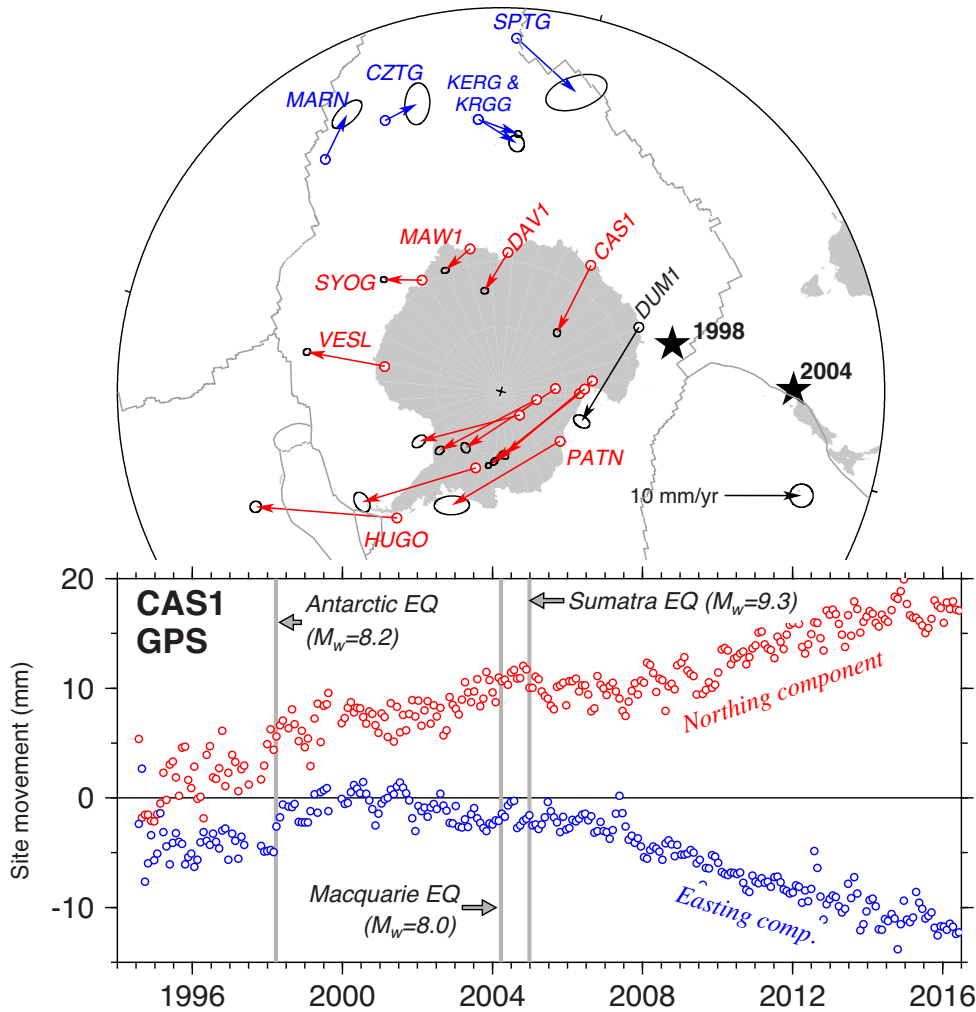 SPTG
CZTG
KERG &
KRGG
MARN
MAW1
DAV1
CAS1
SYOG
DUM1
1998
VESL
2004
PATN
10 mm/yr
HUGO
CAS1
GPS
Antarctic EQ
(Mw=8.2)
Sumatra EQ (Mw=9.3)
Northing component
Macquarie EQ
(Mw=8.0)
Easting comp.
Site movement (mm)
20
10
0
-10
1996 2000 2004 2008 2012 2016